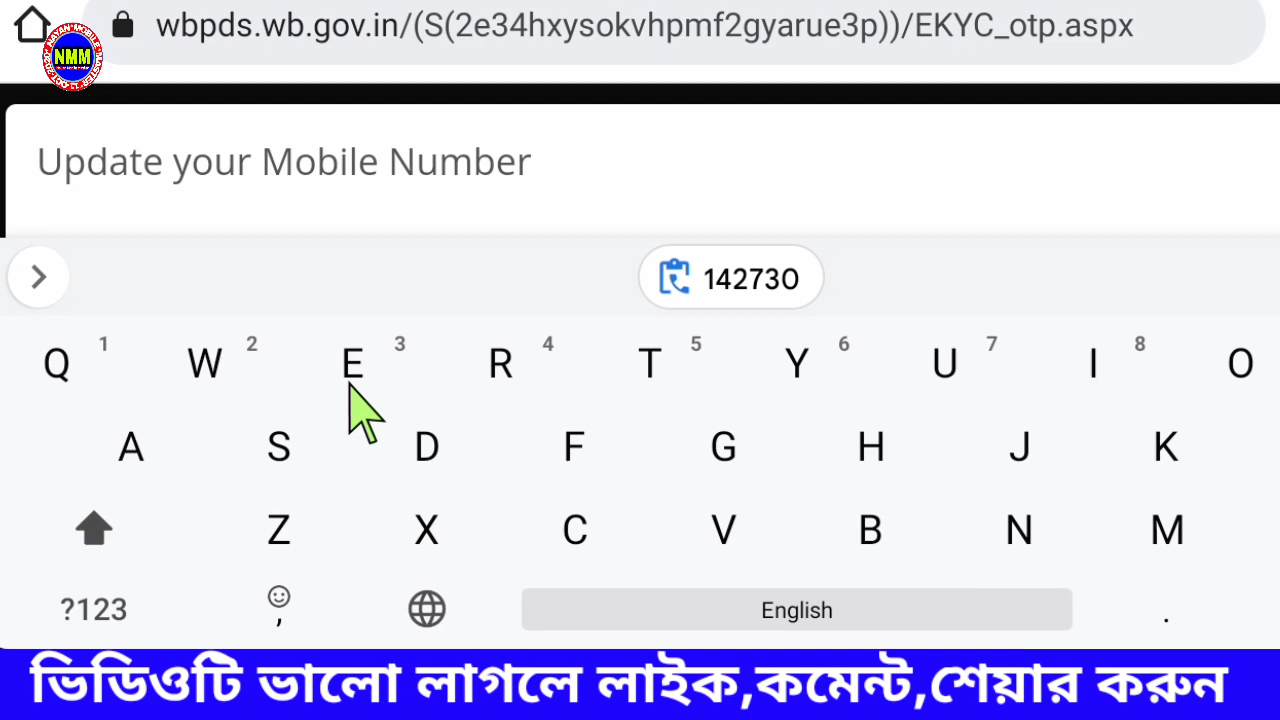 wbpds.wb.gov.in/(S(2e34hxysokvhpmf2gyarue3p))/EKYC_otp.aspx
NMM
Update your Mobile Number
142730
Q 1 W 2 E 3 R 4 T 5 Y 6 U 7 I 8 O
A S D F G H J K
Z X C V B N M
?123 , English .
ভিডিওটি ভালো লাগলে লাইক,কমেন্ট,শেয়ার করুন